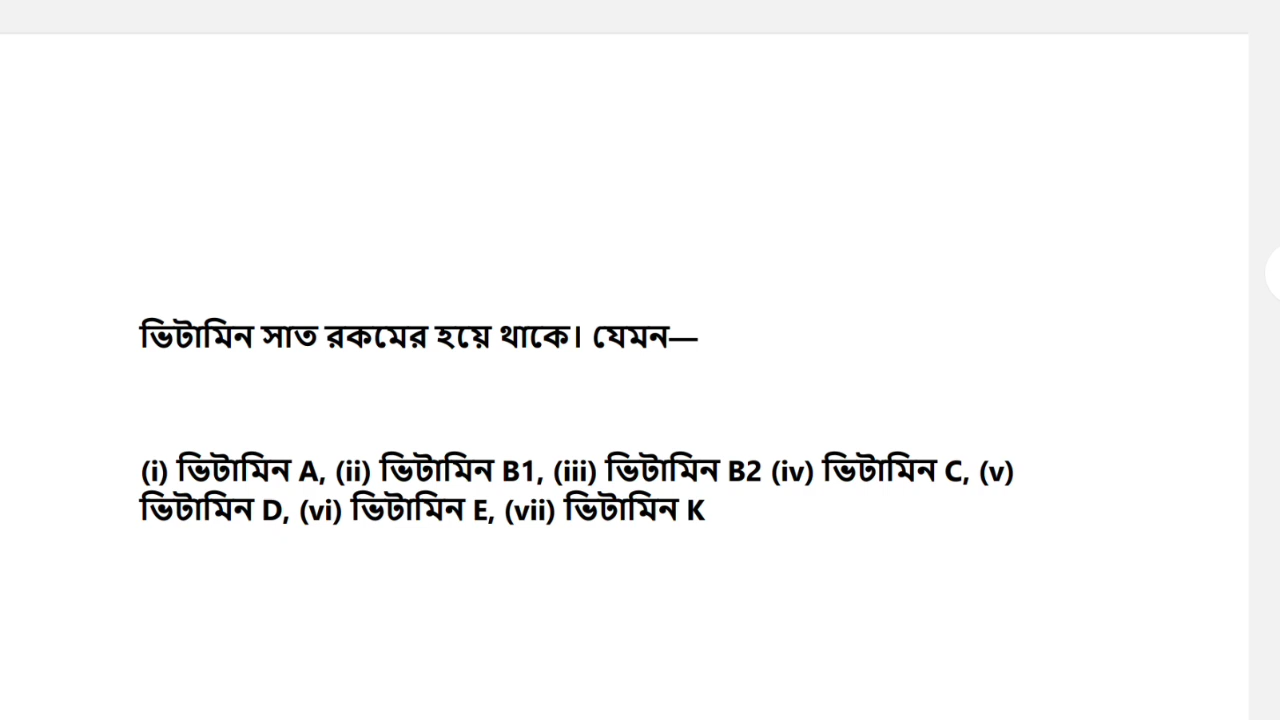 ভিটামিন সাত রকমের হয়ে থাকে। যেমন—
(i) ভিটামিন A, (ii) ভিটামিন B1, (iii) ভিটামিন B2 (iv) ভিটামিন C, (v)
ভিটামিন D, (vi) ভিটামিন E, (vii) ভিটামিন K